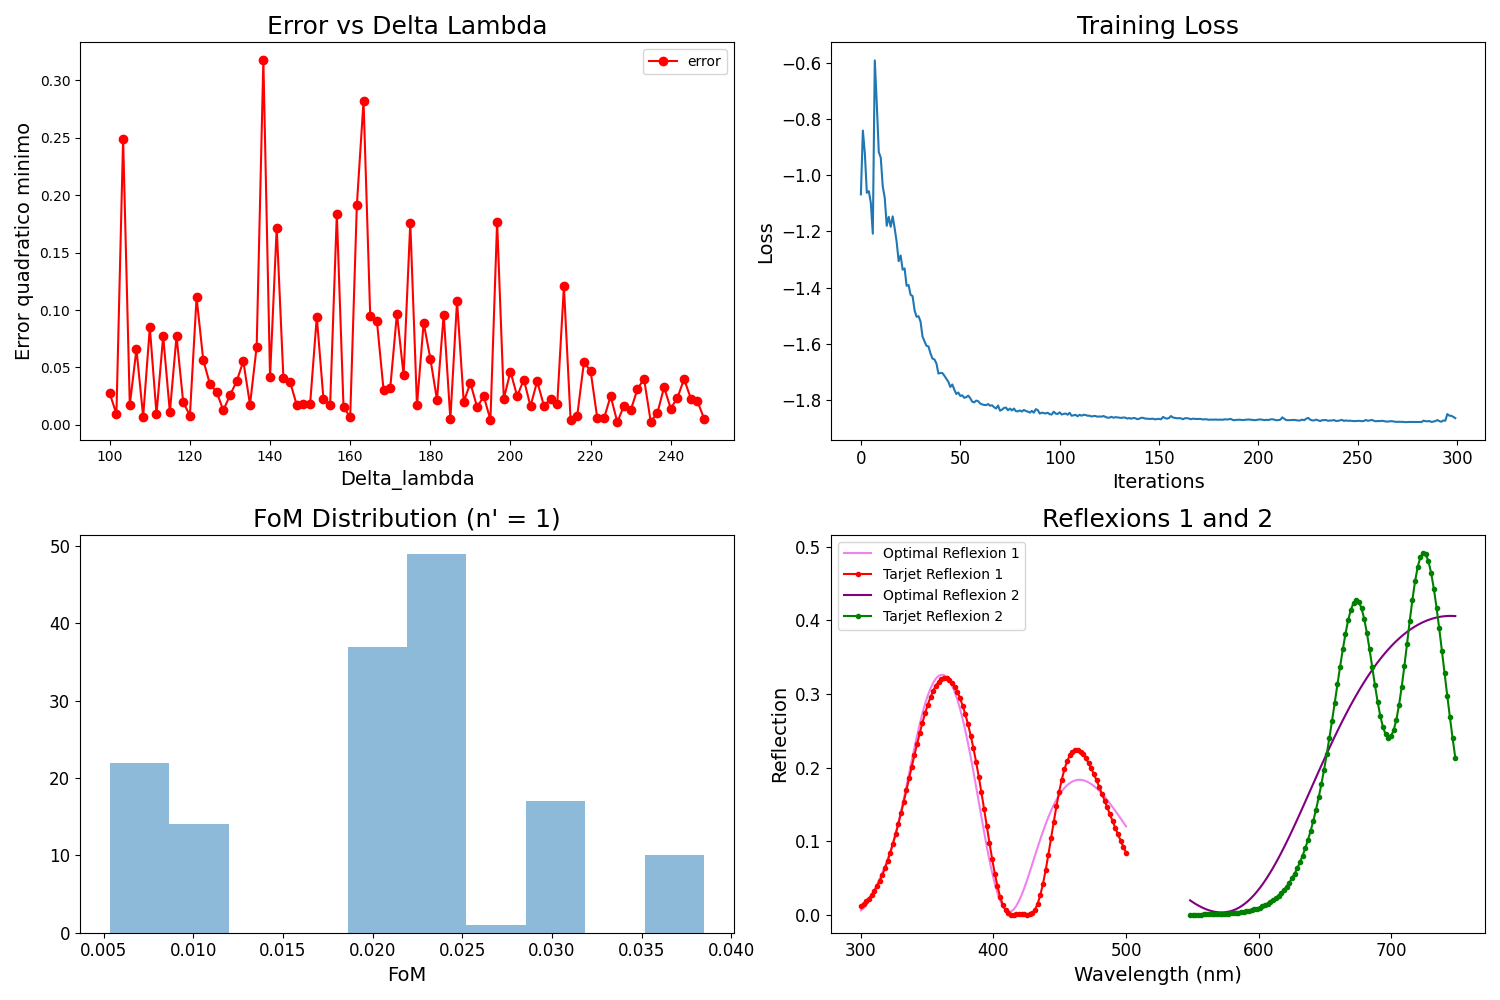 Error vs Delta Lambda
error
Error quadratico minimo
0.30
0.25
0.20
0.15
0.10
0.05
0.00
100 120 140 160 180 200 220 240
Delta_lambda
Training Loss
Loss
−0.6
−0.8
−1.0
−1.2
−1.4
−1.6
−1.8
0 50 100 150 200 250 300
Iterations
FoM Distribution (n' = 1)
50
40
30
20
10
0
0.005 0.010 0.015 0.020 0.025 0.030 0.035 0.040
FoM
Reflexions 1 and 2
Optimal Reflexion 1
Tarjet Reflexion 1
Optimal Reflexion 2
Tarjet Reflexion 2
Reflection
0.5
0.4
0.3
0.2
0.1
0.0
300 400 500 600 700
Wavelength (nm)